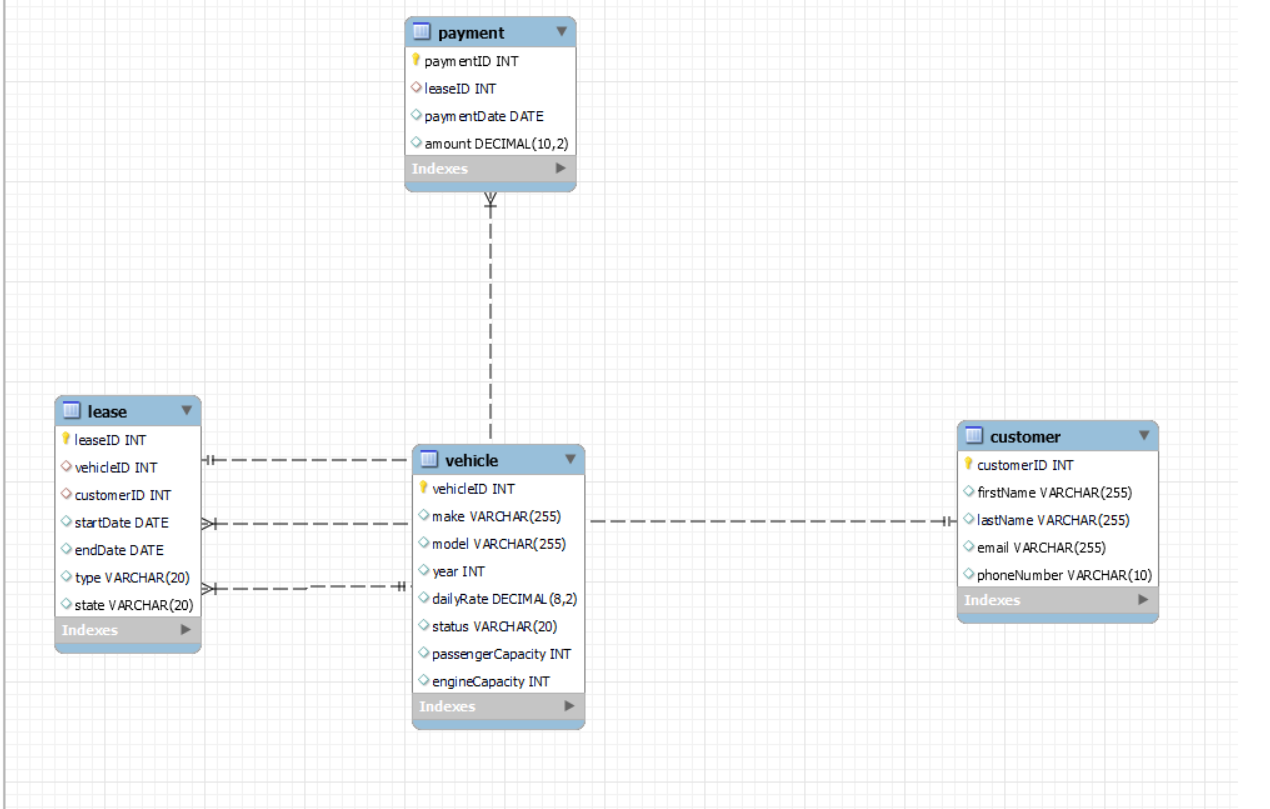 payment
paymentID INT
leaseID INT
paymentDate DATE
amount DECIMAL(10,2)
Indexes
lease
leaseID INT
vehicleID INT
customerID INT
startDate DATE
endDate DATE
type VARCHAR(20)
state VARCHAR(20)
Indexes
vehicle
vehicleID INT
make VARCHAR(255)
model VARCHAR(255)
year INT
dailyRate DECIMAL(8,2)
status VARCHAR(20)
passengerCapacity INT
engineCapacity INT
Indexes
customer
customerID INT
firstName VARCHAR(255)
lastName VARCHAR(255)
email VARCHAR(255)
phoneNumber VARCHAR(10)
Indexes